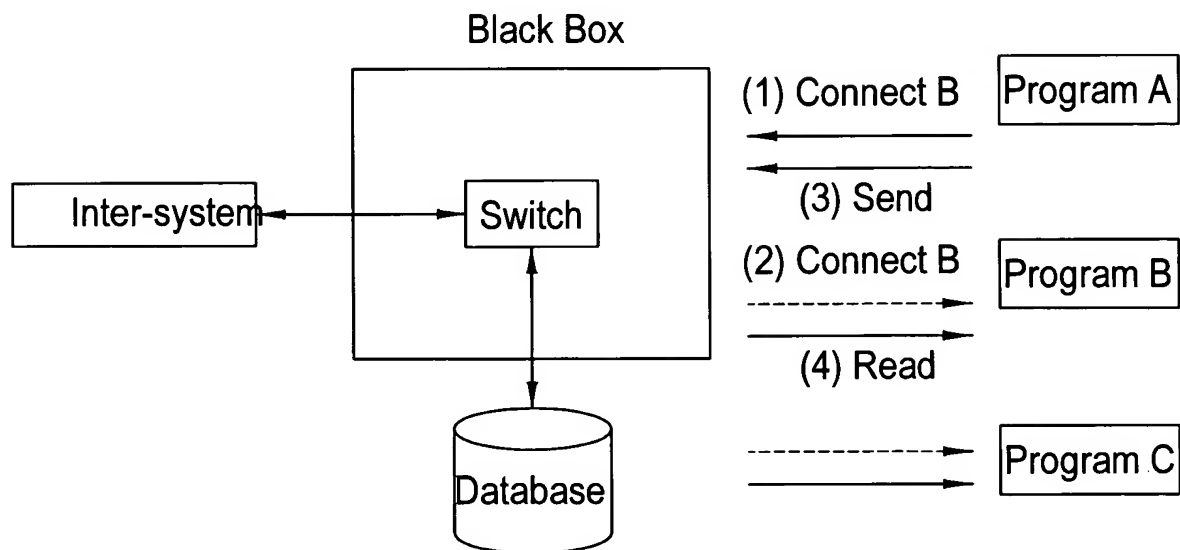 Black Box
(1) Connect B
Program A
(3) Send
Inter-system
Switch
(2) Connect B
Program B
(4) Read
Database
Program C